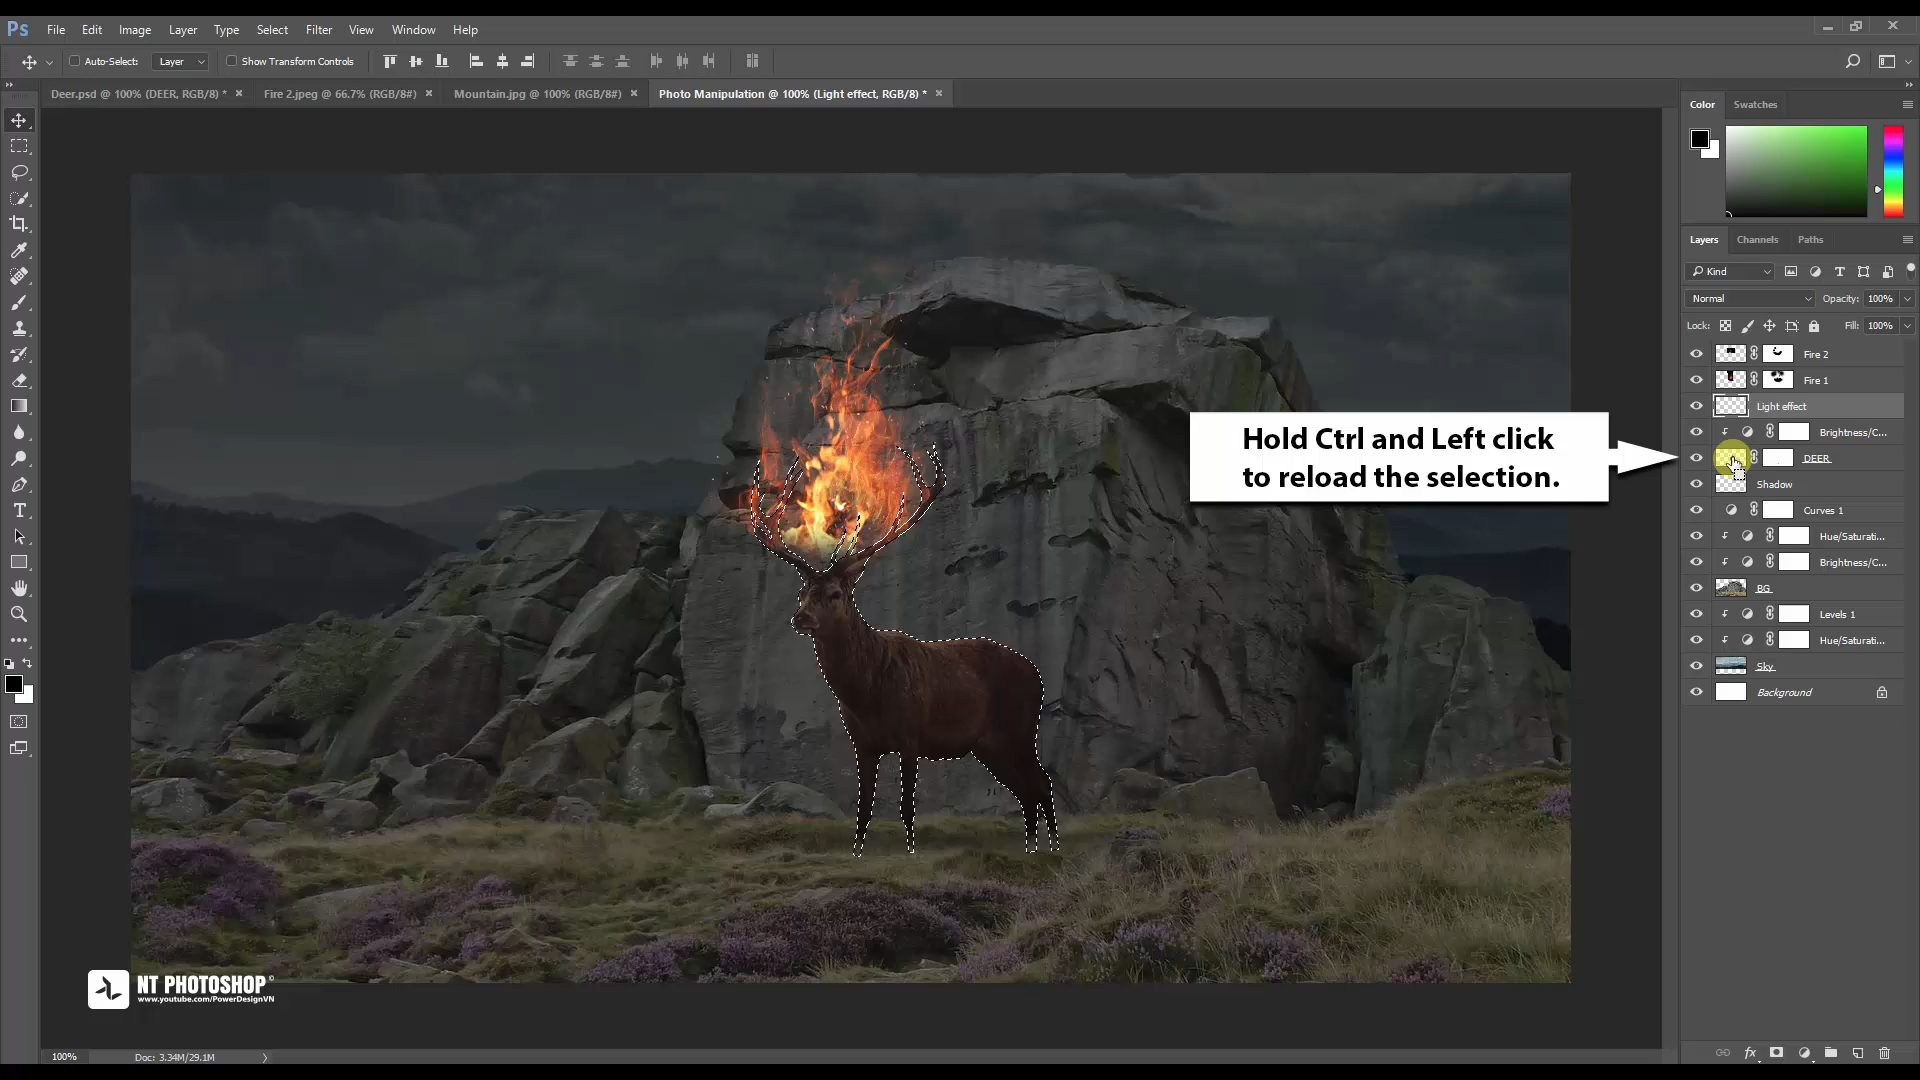 Ps File Edit Image Layer Type Select Filter View Window Help
Auto-Select: Layer Show Transform Controls
Deer.psd @ 100% (DEER, RGB/8) * × Fire 2.jpeg @ 66.7% (RGB/8#) × Mountain.jpg @ 100% (RGB/8#) × Photo Manipulation @ 100% (Light effect, RGB/8) * ×
Color Swatches
Layers Channels Paths
Kind
Normal Opacity: 100%
Lock: Fill: 100%
Fire 2
Fire 1
Light effect
Brightness/C...
DEER
Shadow
Curves 1
Hue/Saturati...
Brightness/C...
BG
Levels 1
Hue/Saturati...
Sky
Background
Hold Ctrl and Left click
to reload the selection.
NT PHOTOSHOP©
www.youtube.com/PowerDesignVN
100% Doc: 3.34M/29.1M
fx